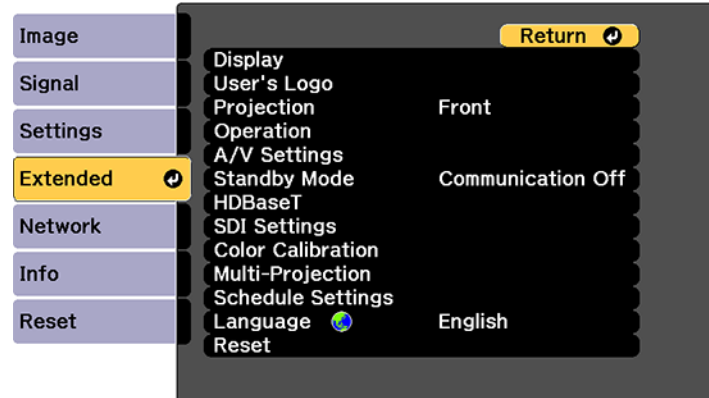 Image
Signal
Settings
Extended
Network
Info
Reset
Return
Display
User's Logo
Projection Front
Operation
A/V Settings
Standby Mode Communication Off
HDBaseT
SDI Settings
Color Calibration
Multi-Projection
Schedule Settings
Language English
Reset